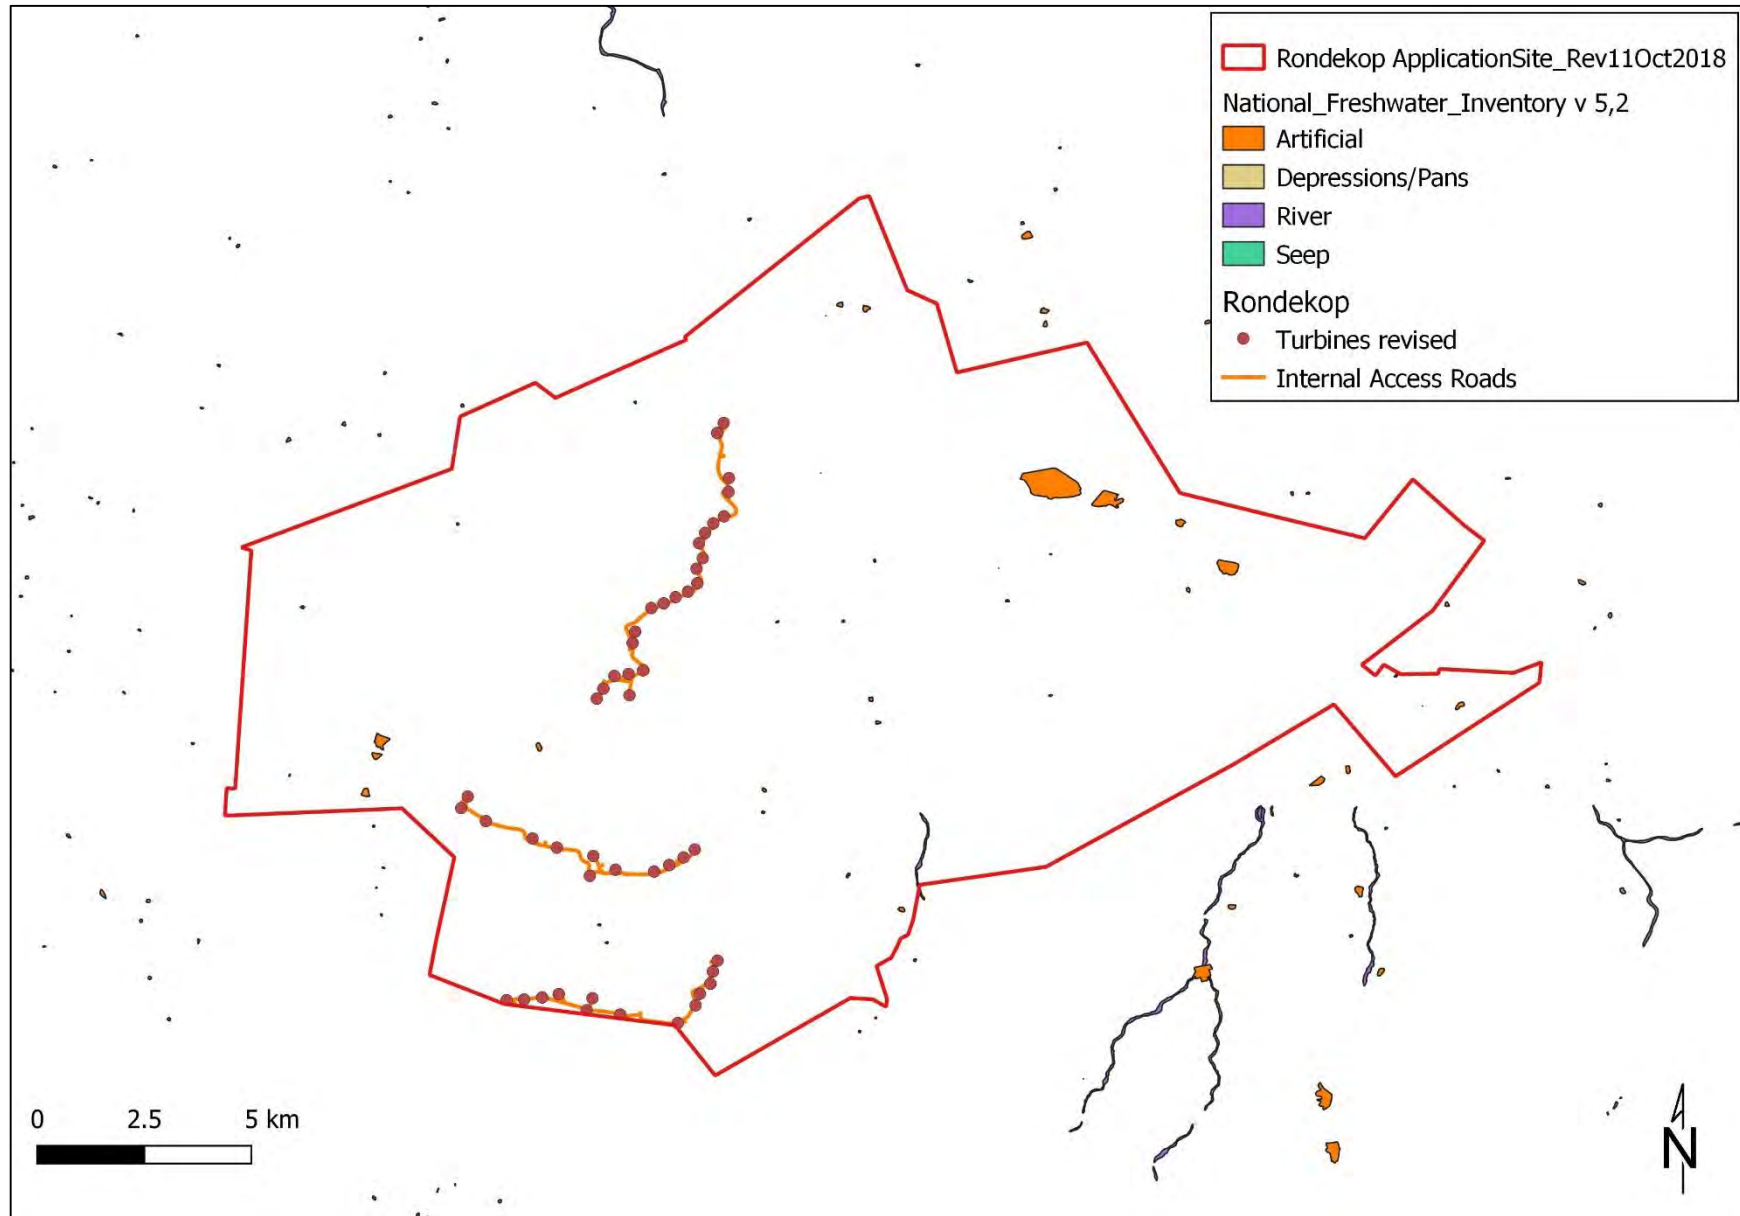 Rondekop ApplicationSite_Rev11Oct2018
National_Freshwater_Inventory v 5,2
Artificial
Depressions/Pans
River
Seep
Rondekop
Turbines revised
Internal Access Roads
0 2.5 5 km
N